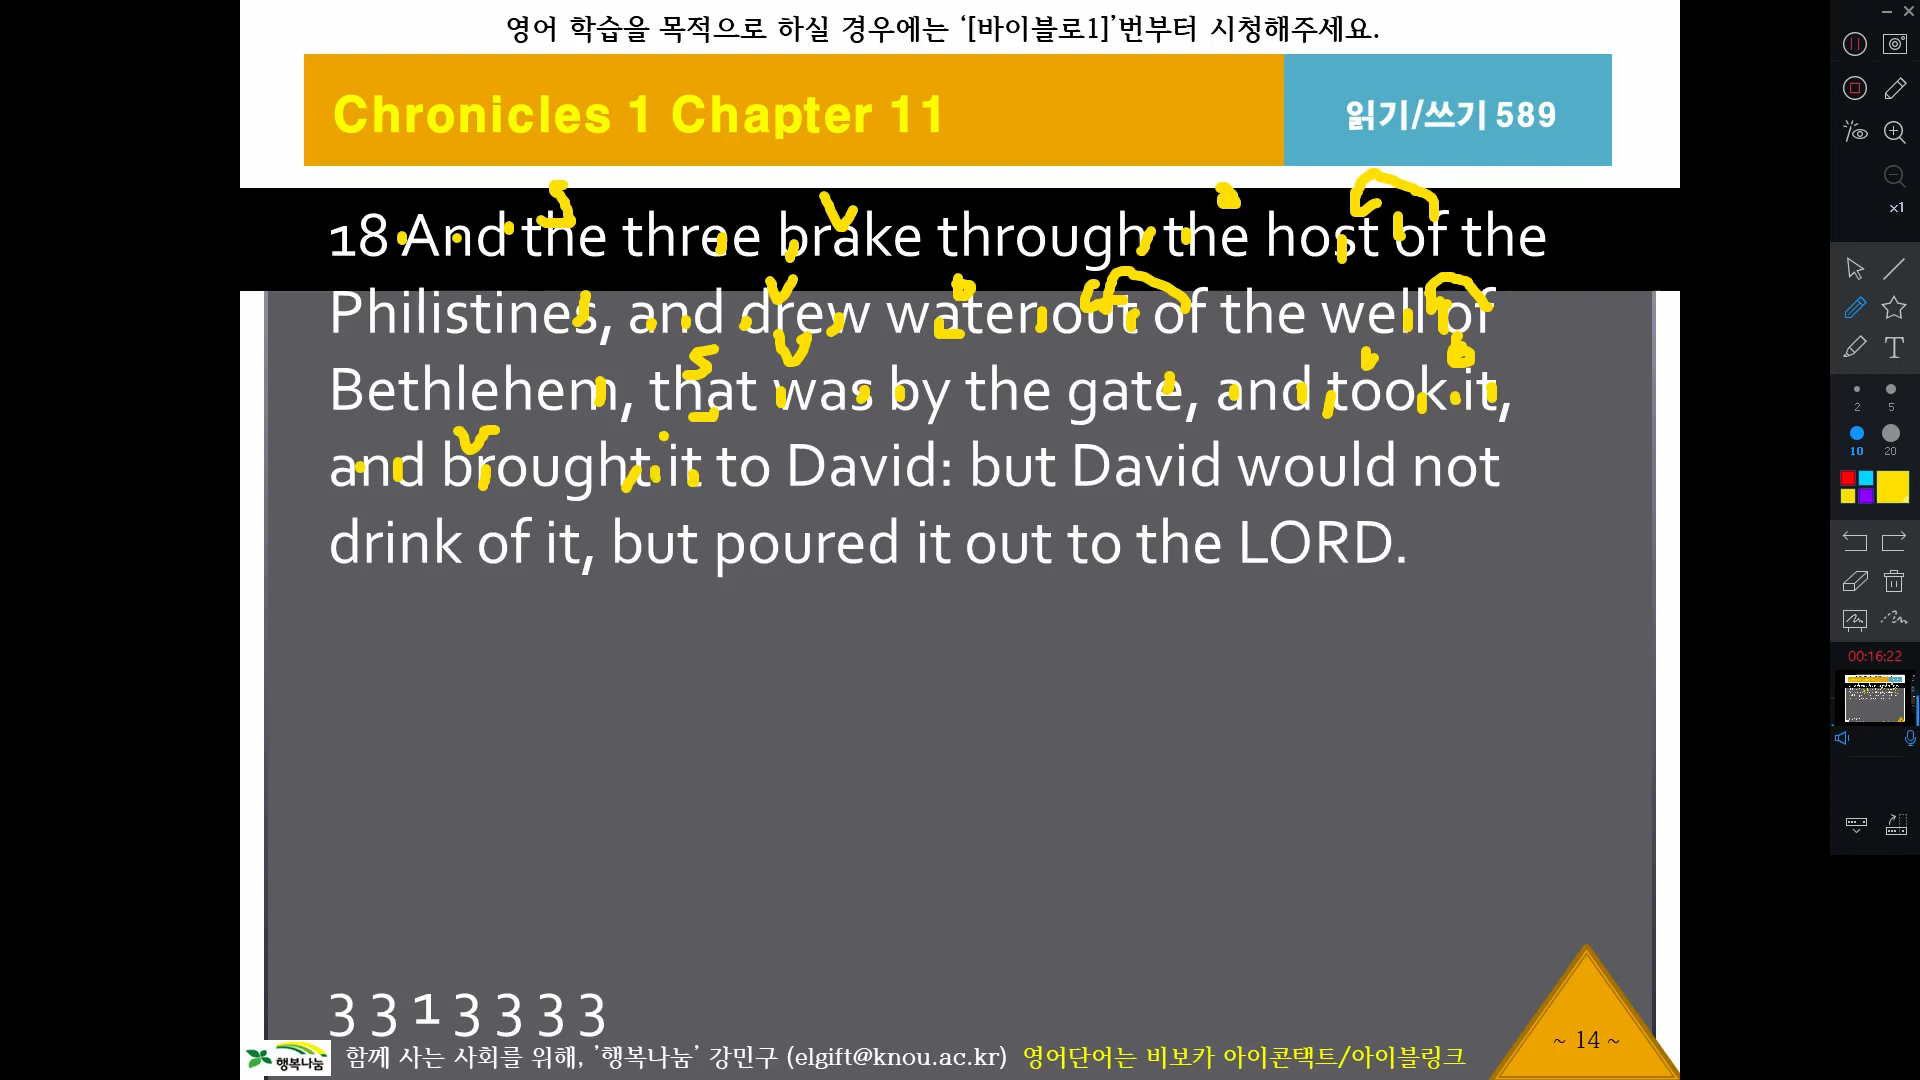 영어 학습을 목적으로 하실 경우에는 ‘[바이블로1]’번부터 시청해주세요.
Chronicles 1 Chapter 11
읽기/쓰기 589
18 And the three brake through the host of the
Philistines, and drew water out of the well of
Bethlehem, that was by the gate, and took it,
and brought it to David: but David would not
drink of it, but poured it out to the LORD.
3 3 1 3 3 3 3
행복나눔 함께 사는 사회를 위해, ’행복나눔’ 강민구 (elgift@knou.ac.kr) 영어단어는 비보카 아이콘택트/아이블링크
~ 14 ~
x1
T
2 5
10 20
00:16:22